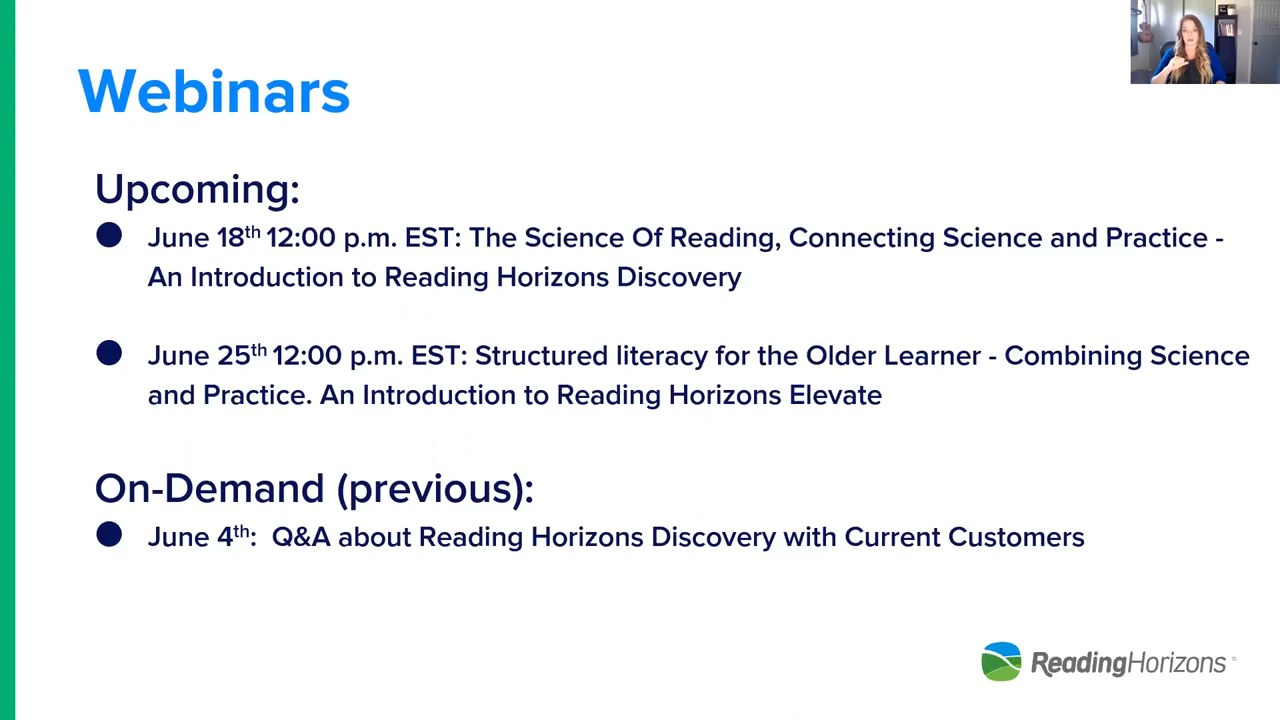 Webinars
Upcoming:
● June 18th 12:00 p.m. EST: The Science Of Reading, Connecting Science and Practice -
An Introduction to Reading Horizons Discovery
● June 25th 12:00 p.m. EST: Structured literacy for the Older Learner - Combining Science
and Practice. An Introduction to Reading Horizons Elevate
On-Demand (previous):
● June 4th: Q&A about Reading Horizons Discovery with Current Customers
ReadingHorizons®